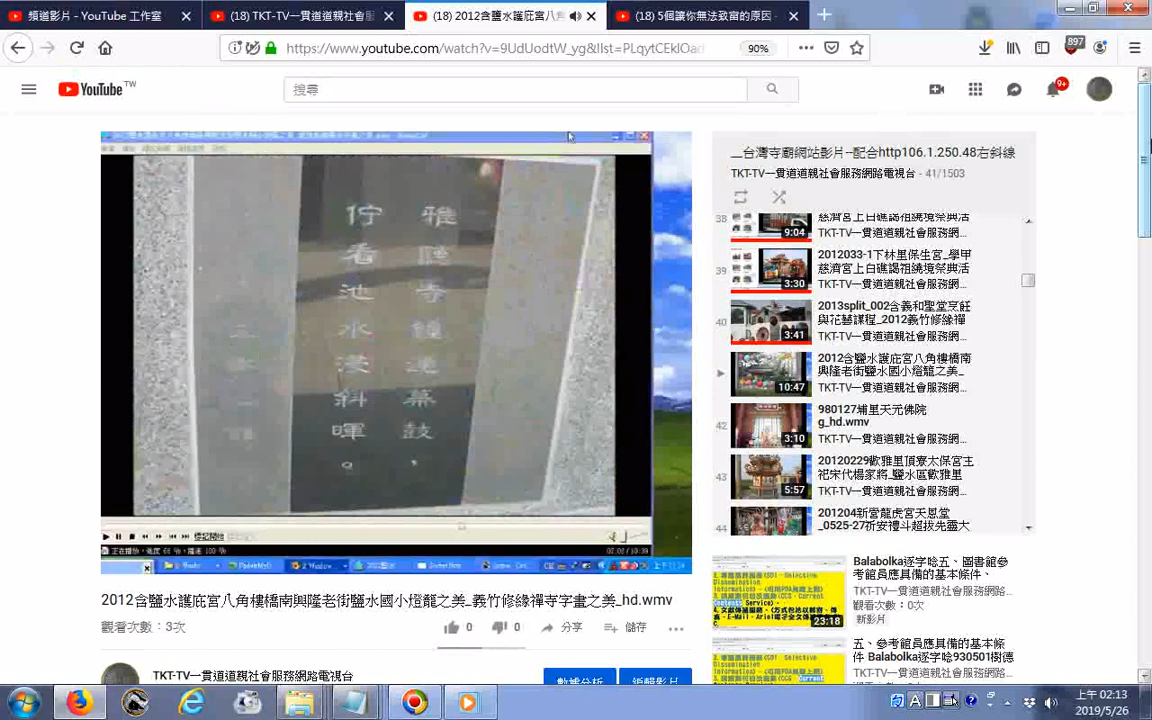 頻道影片 - YouTube 工作室
(18) TKT-TV一貫道道親社會服
(18) 2012含鹽水護庇宮八
(18) 5個讓你無法致富的原因 -
https://www.youtube.com/watch?v=9UdUodtW_yg&list=PLqytCEkIOad
90%
897
YouTube TW
搜尋
9+
雅聽寺鐘連暮鼓，
佇看池水漾斜暉。
__台灣寺廟網站影片--配合http106.1.250.48右斜線
TKT-TV一貫道道親社會服務網路電視台 - 41/1503
38
慈濟宮上白礁謁祖繞境祭典活
TKT-TV一貫道道親社會服務網...
9:04
39
2012033-1下林里保生宮_學甲
慈濟宮上白礁謁祖繞境祭典活
TKT-TV一貫道道親社會服務網...
3:30
40
2013split_002含義和聖堂烹飪
與花藝課程_2012義竹修緣禪
TKT-TV一貫道道親社會服務網...
3:41
2012含鹽水護庇宮八角樓橋南
興隆老街鹽水國小燈籠之美_
TKT-TV一貫道道親社會服務網...
10:47
42
980127埔里天元佛院
g_hd.wmv
TKT-TV一貫道道親社會服務網...
3:10
43
20120229歡雅里頂寮太保宮主
祀宋代楊家將_鹽水區歡雅里
TKT-TV一貫道道親社會服務網...
5:57
44
201204新營龍虎宮天恩堂
_0525-27祈安禮斗超拔先靈大
2012含鹽水護庇宮八角樓橋南興隆老街鹽水國小燈籠之美_義竹修緣禪寺字畫之美_hd.wmv
觀看次數：3次
0
0
分享
儲存
TKT-TV一貫道道親社會服務網路電視台
數據分析
編輯影片
Balabolka逐字唸五、圖書館參
考館員應具備的基本條件、
TKT-TV一貫道道親社會服務網路...
觀看次數：0次
新影片
23:18
五、參考館員應具備的基本條
件 Balabolka逐字唸930501樹德
TKT-TV一貫道道親社會服務網路...
上午 02:13
2019/5/26